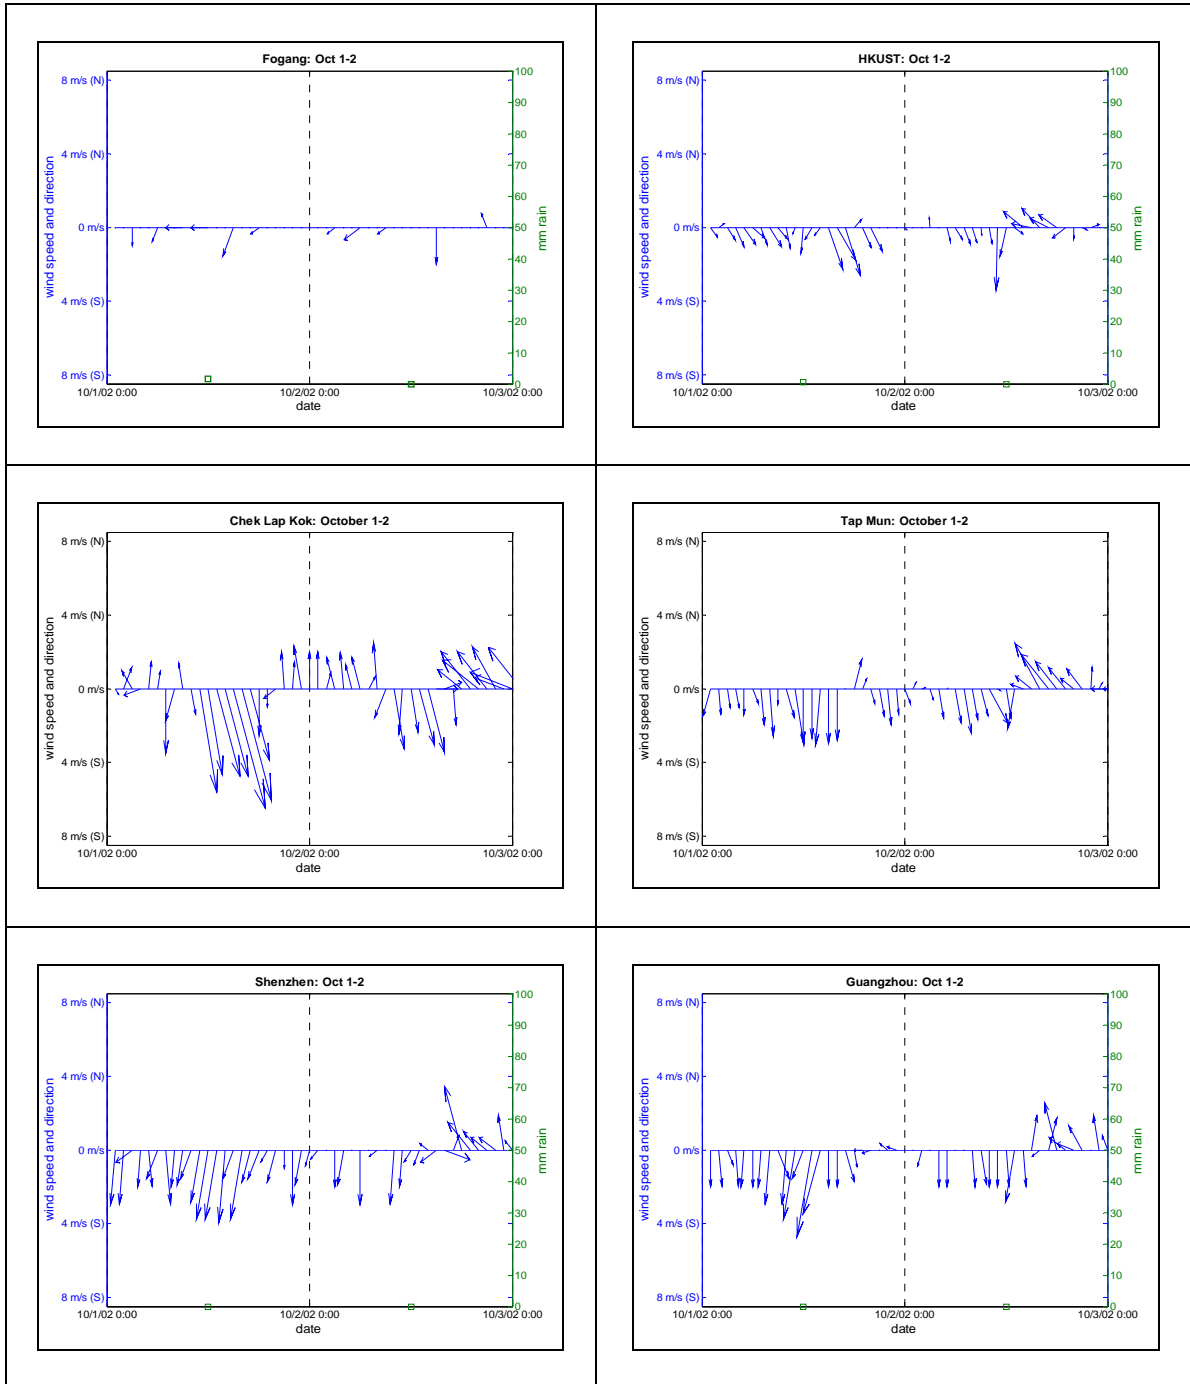 Fogang: Oct 1-2
8 m/s (N)
4 m/s (N)
0 m/s
4 m/s (S)
8 m/s (S)
wind speed and direction
100
90
80
70
60
50
40
30
20
10
0
mm rain
10/1/02 0:00
10/2/02 0:00
10/3/02 0:00
date
HKUST: Oct 1-2
8 m/s (N)
4 m/s (N)
0 m/s
4 m/s (S)
8 m/s (S)
wind speed and direction
100
90
80
70
60
50
40
30
20
10
0
mm rain
10/1/02 0:00
10/2/02 0:00
10/3/02 0:00
date
Chek Lap Kok: October 1-2
8 m/s (N)
4 m/s (N)
0 m/s
4 m/s (S)
8 m/s (S)
wind speed and direction
10/1/02 0:00
10/2/02 0:00
10/3/02 0:00
date
Tap Mun: October 1-2
8 m/s (N)
4 m/s (N)
0 m/s
4 m/s (S)
8 m/s (S)
wind speed and direction
10/1/02 0:00
10/2/02 0:00
10/3/02 0:00
date
Shenzhen: Oct 1-2
8 m/s (N)
4 m/s (N)
0 m/s
4 m/s (S)
8 m/s (S)
wind speed and direction
100
90
80
70
60
50
40
30
20
10
0
mm rain
10/1/02 0:00
10/2/02 0:00
10/3/02 0:00
date
Guangzhou: Oct 1-2
8 m/s (N)
4 m/s (N)
0 m/s
4 m/s (S)
8 m/s (S)
wind speed and direction
100
90
80
70
60
50
40
30
20
10
0
mm rain
10/1/02 0:00
10/2/02 0:00
10/3/02 0:00
date